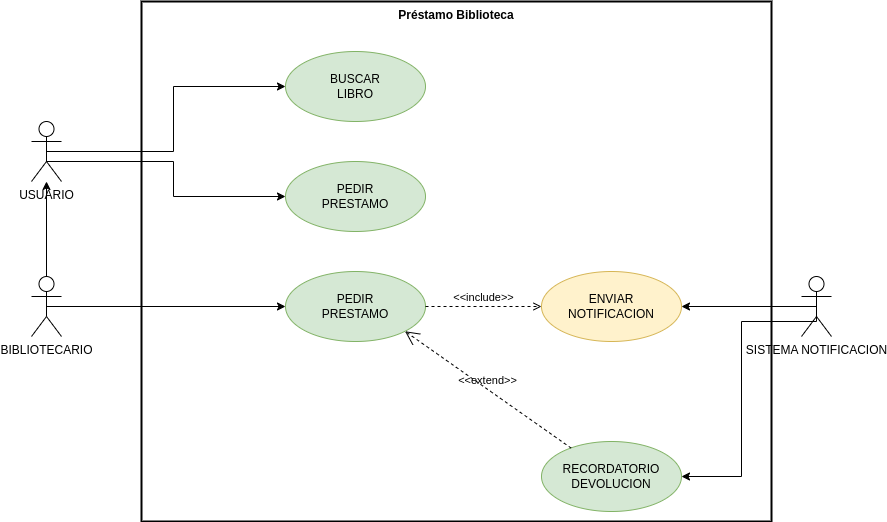 Préstamo Biblioteca
BUSCAR
LIBRO
USUARIO
PEDIR
PRESTAMO
BIBLIOTECARIO
PEDIR
PRESTAMO
<<include>>
ENVIAR
NOTIFICACION
SISTEMA NOTIFICACION
<<extend>>
RECORDATORIO
DEVOLUCION